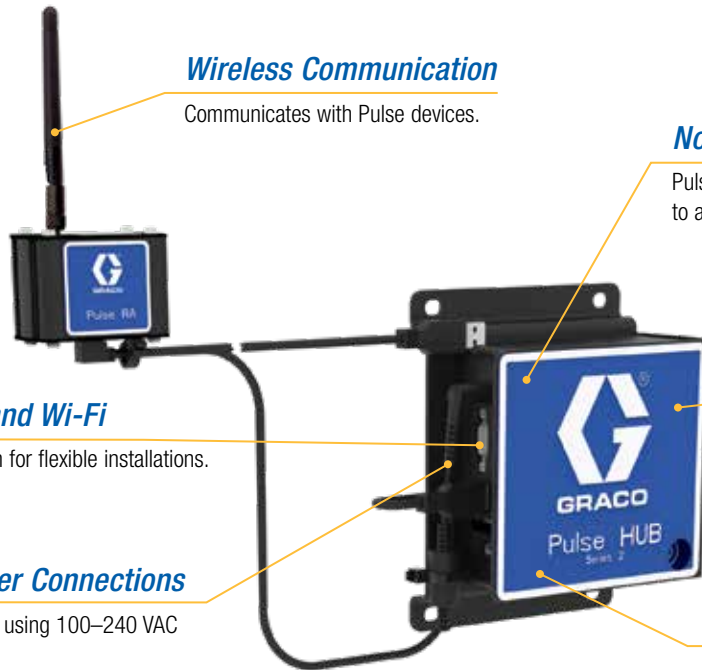 Wireless Communication
Communicates with Pulse devices.
No
Puls
to a
GRACO
Pulse RA
nd Wi-Fi
n for flexible installations.
GRACO
®
Pulse HUB
Series 2
er Connections
using 100–240 VAC